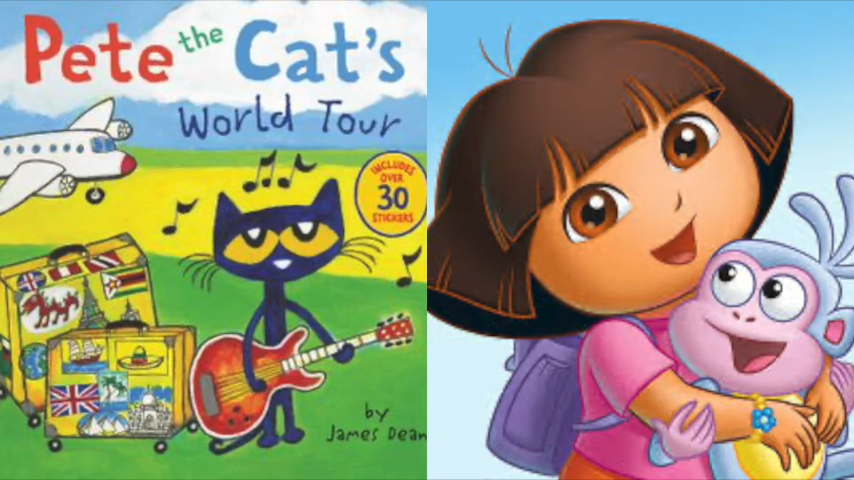 Pete the Cat's
World Tour
INCLUDES
OVER
30
STICKERS
by
James Dean